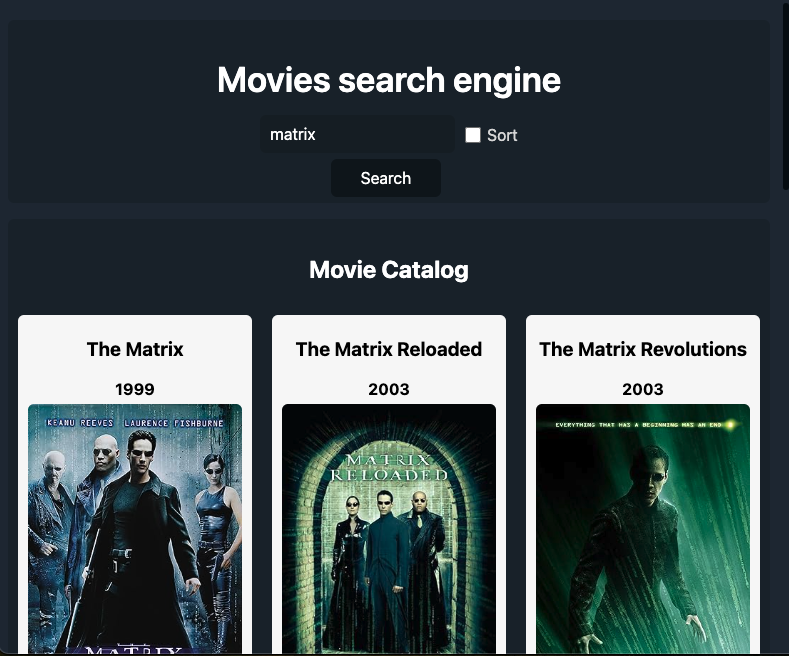 Movies search engine
matrix
Sort
Search
Movie Catalog
The Matrix
The Matrix Reloaded
The Matrix Revolutions
1999
2003
2003
KEANU REEVES LAURENCE FISHBURNE
EVERYTHING THAT HAS A BEGINNING HAS AN END
MATRIX
RELOADED
MATRIX